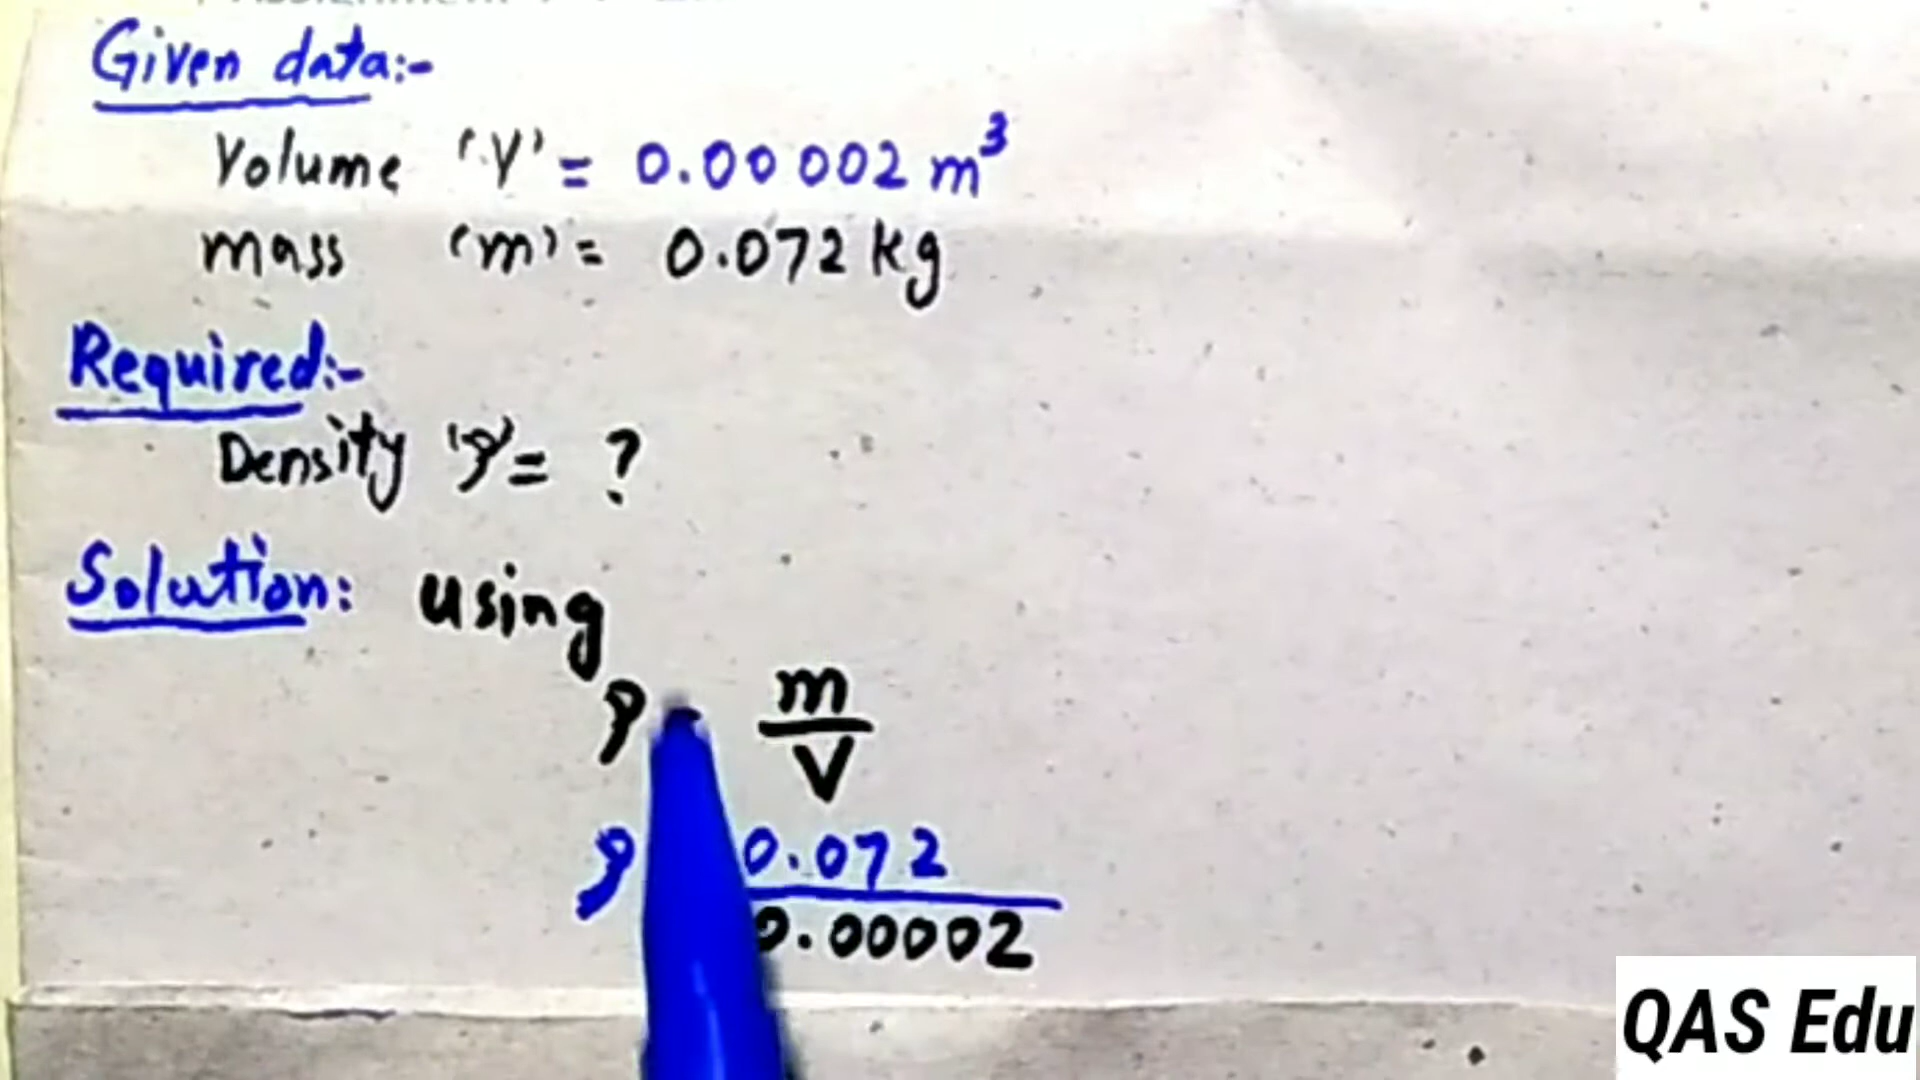 Given data:-
Volume 'V' = 0.00002 m³
mass 'm' = 0.072 kg
Required:-
Density 'ρ' = ?
Solution: using
ρ m
V
ρ 0.072
0.00002
QAS Edu